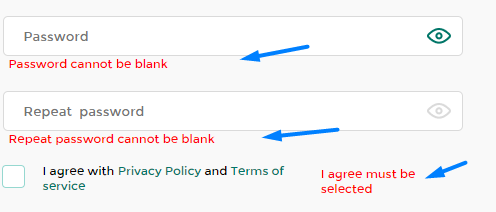 Password
Password cannot be blank
Repeat password
Repeat password cannot be blank
I agree with Privacy Policy and Terms of
service
I agree must be
selected